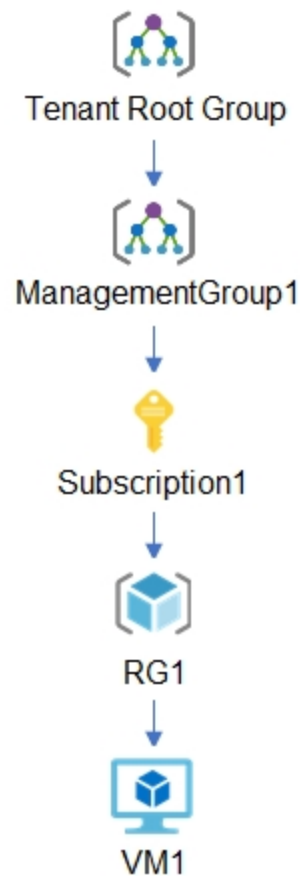 Tenant Root Group
ManagementGroup1
Subscription1
RG1
VM1